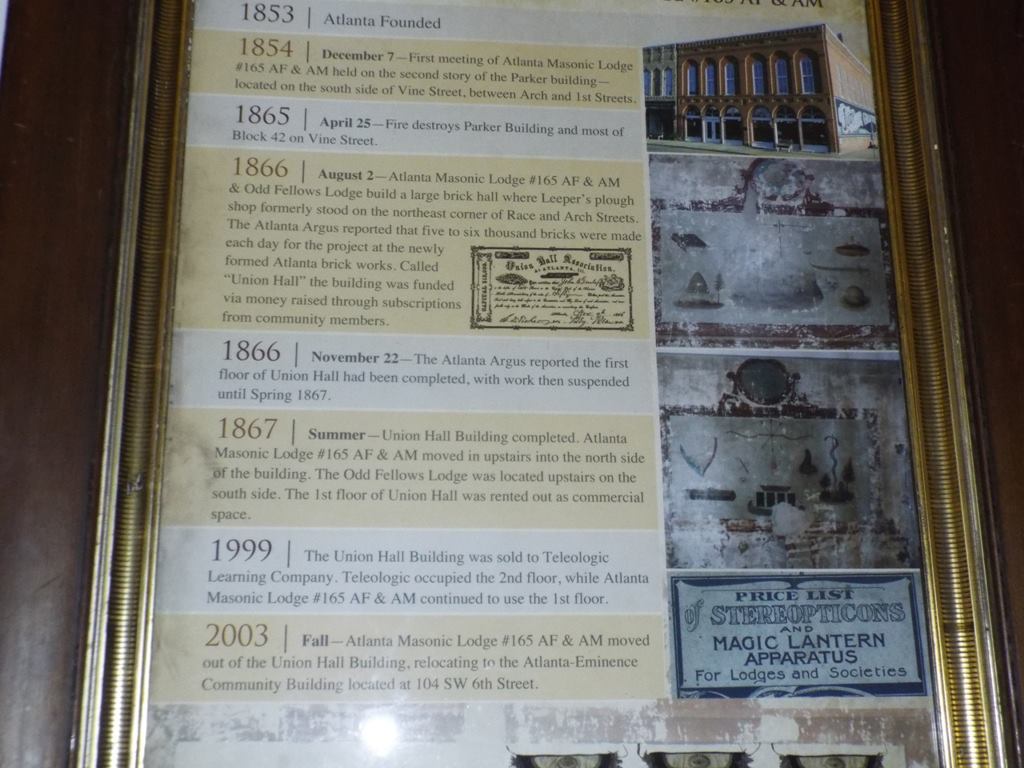 #165 AF & AM
1853 | Atlanta Founded
1854 | December 7—First meeting of Atlanta Masonic Lodge
#165 AF & AM held on the second story of the Parker building—
located on the south side of Vine Street, between Arch and 1st Streets.
1865 | April 25—Fire destroys Parker Building and most of
Block 42 on Vine Street.
1866 | August 2—Atlanta Masonic Lodge #165 AF & AM
& Odd Fellows Lodge build a large brick hall where Leeper's plough
shop formerly stood on the northeast corner of Race and Arch Streets.
The Atlanta Argus reported that five to six thousand bricks were made
each day for the project at the newly
formed Atlanta brick works. Called
"Union Hall" the building was funded
via money raised through subscriptions
from community members.
Union Hall Association.
1866 | November 22—The Atlanta Argus reported the first
floor of Union Hall had been completed, with work then suspended
until Spring 1867.
1867 | Summer—Union Hall Building completed. Atlanta
Masonic Lodge #165 AF & AM moved in upstairs into the north side
of the building. The Odd Fellows Lodge was located upstairs on the
south side. The 1st floor of Union Hall was rented out as commercial
space.
1999 | The Union Hall Building was sold to Teleologic
Learning Company. Teleologic occupied the 2nd floor, while Atlanta
Masonic Lodge #165 AF & AM continued to use the 1st floor.
2003 | Fall—Atlanta Masonic Lodge #165 AF & AM moved
out of the Union Hall Building, relocating to the Atlanta-Eminence
Community Building located at 104 SW 6th Street.
PRICE LIST
of STEREOPTICONS
AND
MAGIC LANTERN
APPARATUS
For Lodges and Societies